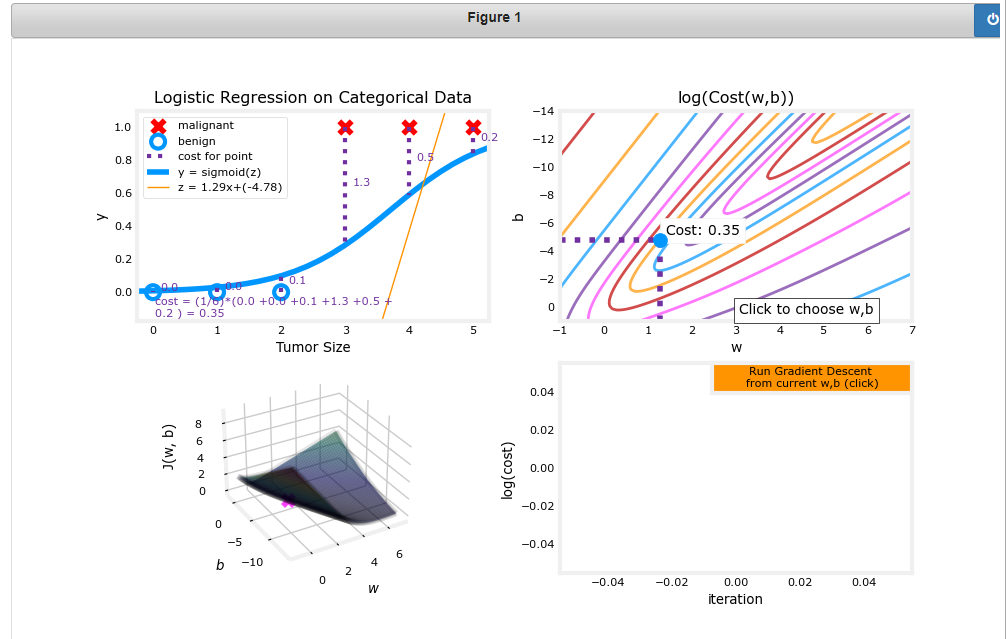 Figure 1
Logistic Regression on Categorical Data
malignant
benign
cost for point
y = sigmoid(z)
z = 1.29x+(-4.78)
1.0
0.8
0.6
0.4
0.2
0.0
y
0.0
0.0
0.1
1.3
0.5
0.2
cost = (1/6)*(0.0 +0.0 +0.1 +1.3 +0.5 +
0.2 ) = 0.35
0 1 2 3 4 5
Tumor Size
log(Cost(w,b))
−14
−12
−10
−8
−6
−4
−2
0
b
Cost: 0.35
Click to choose w,b
−1 0 1 2 3 4 5 6 7
w
J(w, b)
8
6
4
2
0
0
−5
−10
b
0 2 4 6
w
Run Gradient Descent
from current w,b (click)
0.04
0.02
0.00
−0.02
−0.04
log(cost)
−0.04 −0.02 0.00 0.02 0.04
iteration